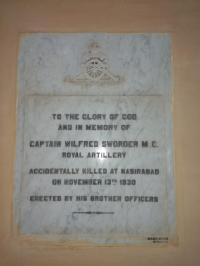 TO THE GLORY OF GOD
AND IN MEMORY OF
CAPTAIN WILFRED SWORDER M.C.
ROYAL ARTILLERY
ACCIDENTALLY KILLED AT NASIRABAD
ON NOVEMBER 13TH 1930
ERECTED BY HIS BROTHER OFFICERS